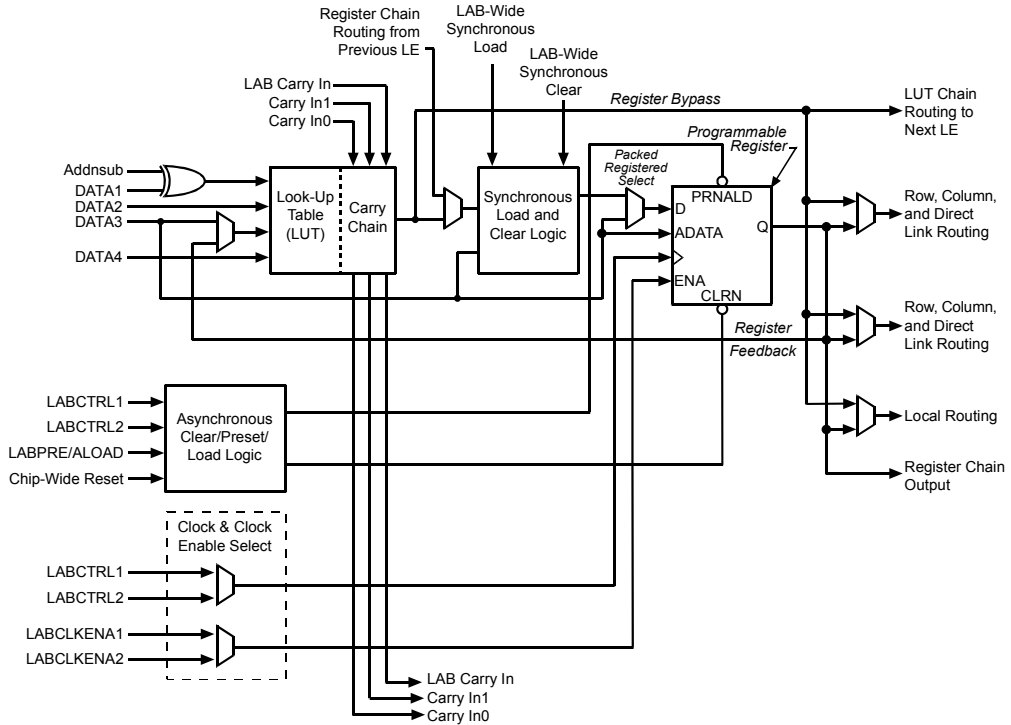 Register Chain
Routing from
Previous LE
LAB-Wide
Synchronous
Load
LAB-Wide
Synchronous
Clear
LAB Carry In
Carry In1
Carry In0
Register Bypass
LUT Chain
Routing to
Next LE
Programmable
Register
Packed
Registered
Select
Addnsub
DATA1
DATA2
DATA3
DATA4
Look-Up
Table
(LUT)
Carry
Chain
Synchronous
Load and
Clear Logic
PRNALD
D
Q
ADATA
ENA
CLRN
Row, Column,
and Direct
Link Routing
Row, Column,
and Direct
Link Routing
Register
Feedback
LABCTRL1
LABCTRL2
LABPRE/ALOAD
Chip-Wide Reset
Asynchronous
Clear/Preset/
Load Logic
Local Routing
Register Chain
Output
Clock & Clock
Enable Select
LABCTRL1
LABCTRL2
LABCLKENA1
LABCLKENA2
LAB Carry In
Carry In1
Carry In0